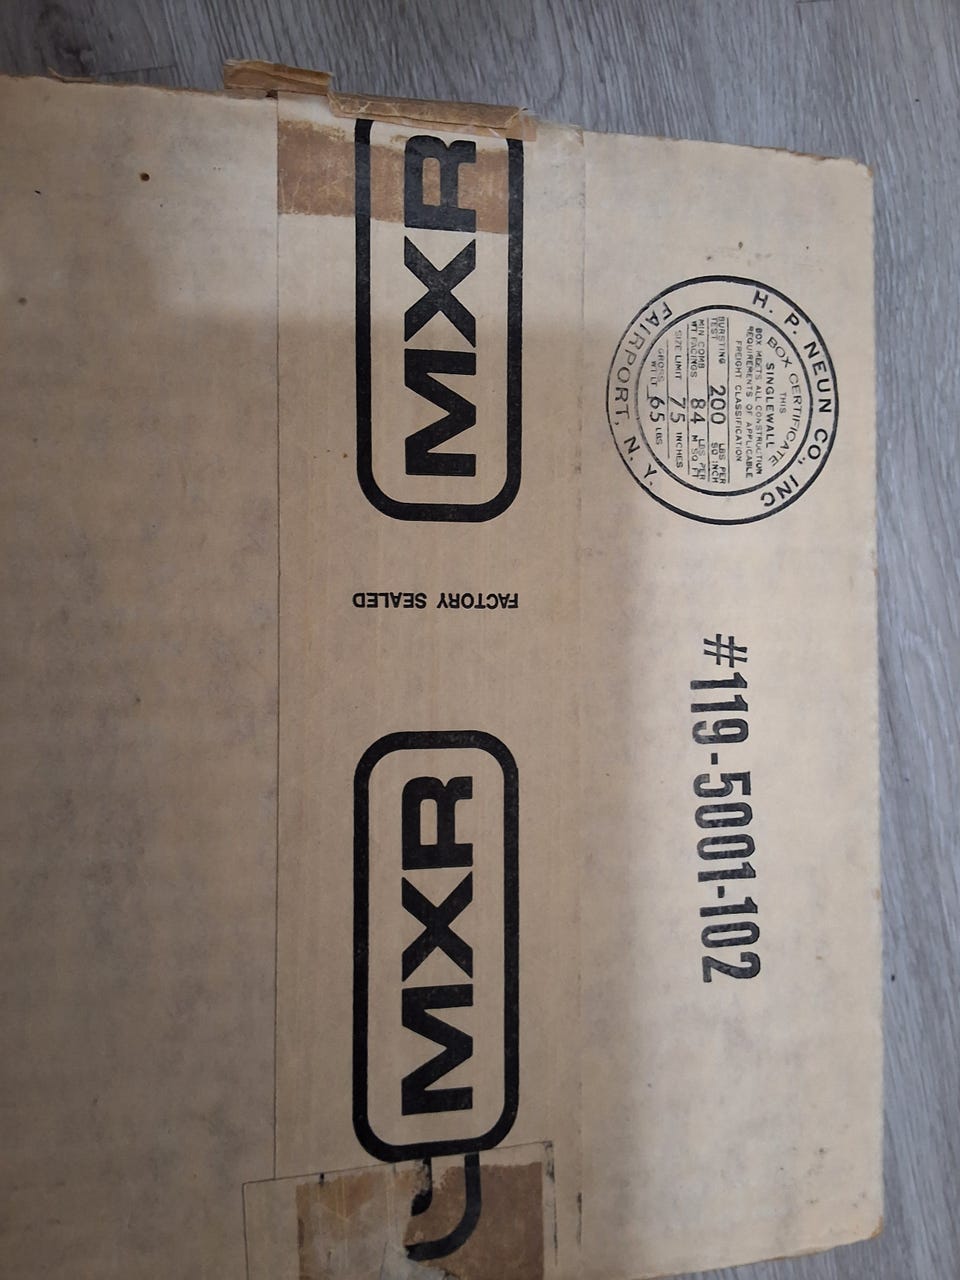 MXR
FACTORY SEALED
MXR
H. P. NEUN CO., INC
FAIRPORT, N. Y.
BOX CERTIFICATE
THIS
SINGLEWALL
BOX MEETS ALL CONSTRUCTION
REQUIREMENTS OF APPLICABLE
FREIGHT CLASSIFICATION
BURSTING TEST 200 LBS PER SQ INCH
MIN COMB WT FACINGS 84 LBS PER M SQ FT
SIZE LIMIT 75 INCHES
GROSS WT LT 65 LBS
#119-5001-102